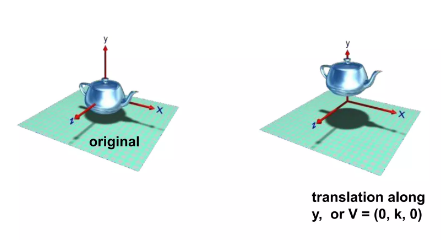 y
x
z
original
y
x
z
translation along
y, or V = (0, k, 0)